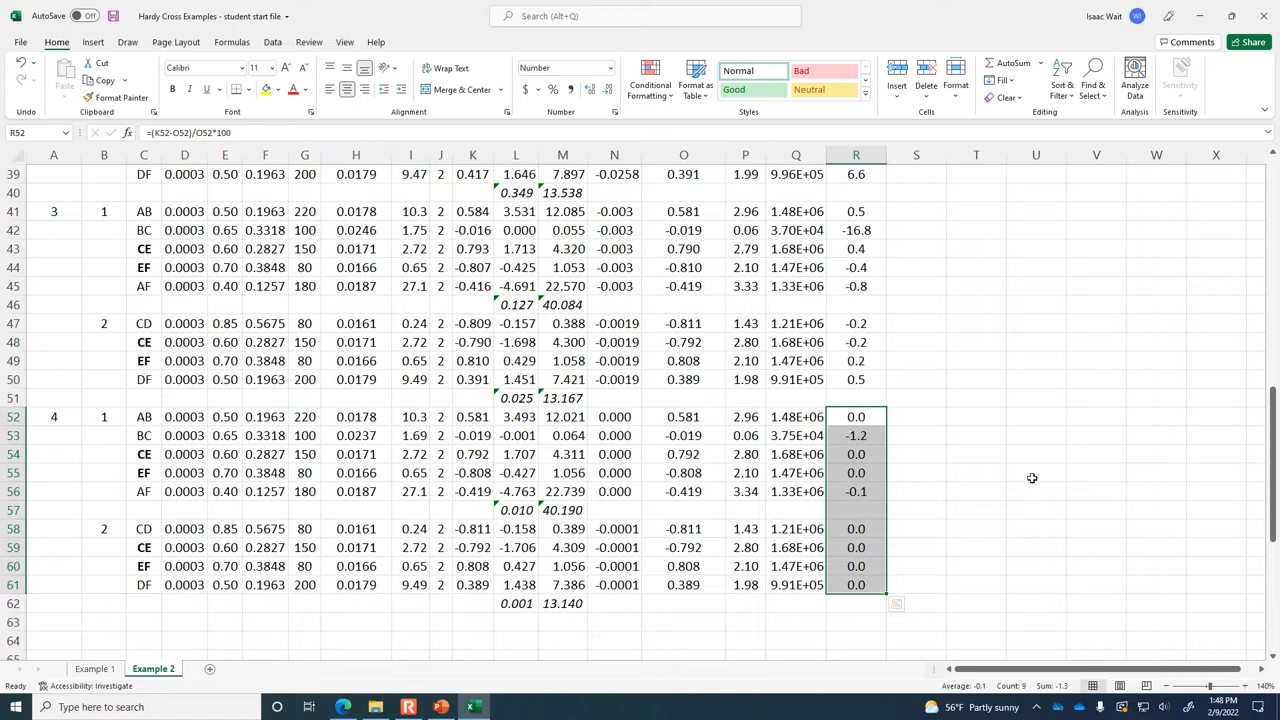 AutoSave Off Hardy Cross Examples - student start file Search (Alt+Q) Isaac Wait WI
File Home Insert Draw Page Layout Formulas Data Review View Help Comments Share
Cut Calibri 11 Wrap Text Number Normal Bad AutoSum
Copy Fill
Paste Format Painter Merge & Center Conditional Formatting Format as Table Good Neutral Insert Delete Format Clear Sort & Filter Find & Select Analyze Data Sensitivity
Undo Clipboard Font Alignment Number Styles Cells Editing Analysis Sensitivity
R52 =(K52-O52)/O52*100
A B C D E F G H I J K L M N O P Q R S T U V W X
39 DF 0.0003 0.50 0.1963 200 0.0179 9.47 2 0.417 1.646 7.897 -0.0258 0.391 1.99 9.96E+05 6.6
40 0.349 13.538
41 3 1 AB 0.0003 0.50 0.1963 220 0.0178 10.3 2 0.584 3.531 12.085 -0.003 0.581 2.96 1.48E+06 0.5
42 BC 0.0003 0.65 0.3318 100 0.0246 1.75 2 -0.016 0.000 0.055 -0.003 -0.019 0.06 3.70E+04 -16.8
43 CE 0.0003 0.60 0.2827 150 0.0171 2.72 2 0.793 1.713 4.320 -0.003 0.790 2.79 1.68E+06 0.4
44 EF 0.0003 0.70 0.3848 80 0.0166 0.65 2 -0.807 -0.425 1.053 -0.003 -0.810 2.10 1.47E+06 -0.4
45 AF 0.0003 0.40 0.1257 180 0.0187 27.1 2 -0.416 -4.691 22.570 -0.003 -0.419 3.33 1.33E+06 -0.8
46 0.127 40.084
47 2 CD 0.0003 0.85 0.5675 80 0.0161 0.24 2 -0.809 -0.157 0.388 -0.0019 -0.811 1.43 1.21E+06 -0.2
48 CE 0.0003 0.60 0.2827 150 0.0171 2.72 2 -0.790 -1.698 4.300 -0.0019 -0.792 2.80 1.68E+06 -0.2
49 EF 0.0003 0.70 0.3848 80 0.0166 0.65 2 0.810 0.429 1.058 -0.0019 0.808 2.10 1.47E+06 0.2
50 DF 0.0003 0.50 0.1963 200 0.0179 9.49 2 0.391 1.451 7.421 -0.0019 0.389 1.98 9.91E+05 0.5
51 0.025 13.167
52 4 1 AB 0.0003 0.50 0.1963 220 0.0178 10.3 2 0.581 3.493 12.021 0.000 0.581 2.96 1.48E+06 0.0
53 BC 0.0003 0.65 0.3318 100 0.0237 1.69 2 -0.019 -0.001 0.064 0.000 -0.019 0.06 3.75E+04 -1.2
54 CE 0.0003 0.60 0.2827 150 0.0171 2.72 2 0.792 1.707 4.311 0.000 0.792 2.80 1.68E+06 0.0
55 EF 0.0003 0.70 0.3848 80 0.0166 0.65 2 -0.808 -0.427 1.056 0.000 -0.808 2.10 1.47E+06 0.0
56 AF 0.0003 0.40 0.1257 180 0.0187 27.1 2 -0.419 -4.763 22.739 0.000 -0.419 3.34 1.33E+06 -0.1
57 0.010 40.190
58 2 CD 0.0003 0.85 0.5675 80 0.0161 0.24 2 -0.811 -0.158 0.389 -0.0001 -0.811 1.43 1.21E+06 0.0
59 CE 0.0003 0.60 0.2827 150 0.0171 2.72 2 -0.792 -1.706 4.309 -0.0001 -0.792 2.80 1.68E+06 0.0
60 EF 0.0003 0.70 0.3848 80 0.0166 0.65 2 0.808 0.427 1.056 -0.0001 0.808 2.10 1.47E+06 0.0
61 DF 0.0003 0.50 0.1963 200 0.0179 9.49 2 0.389 1.438 7.386 -0.0001 0.389 1.98 9.91E+05 0.0
62 0.001 13.140
63
64
65
Example 1 Example 2
Ready Accessibility: Investigate Average: -0.1 Count: 9 Sum: -1.3 140%
Type here to search 56°F Partly sunny 1:48 PM
2/9/2022